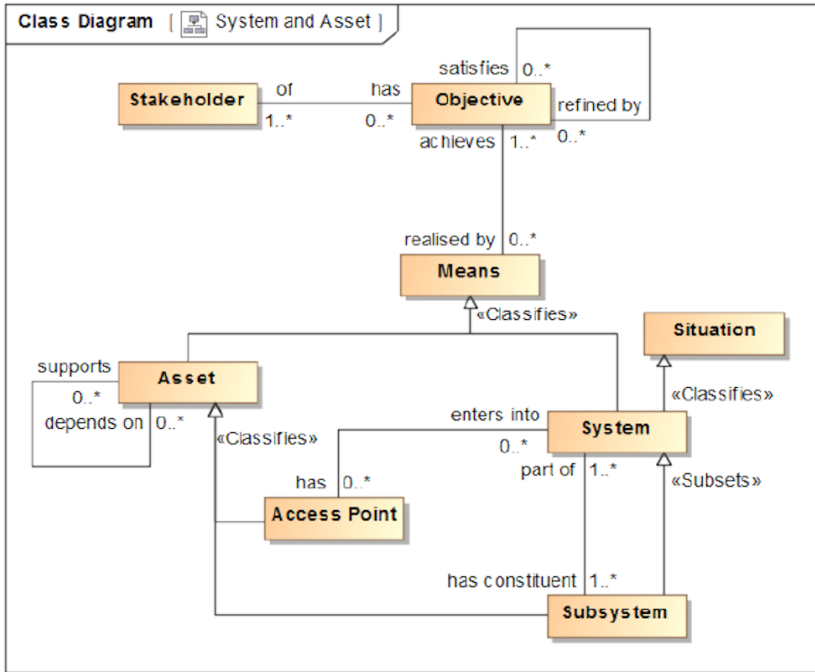 Class Diagram [ System and Asset ]
satisfies 0..*
Stakeholder of has Objective refined by
1..* 0..* 0..*
achieves 1..*
realised by 0..*
Means
«Classifies»
Situation
supports Asset
0..* «Classifies»
depends on 0..* enters into System
«Classifies» 0..*
part of 1..*
has 0..* «Subsets»
Access Point
has constituent 1..*
Subsystem